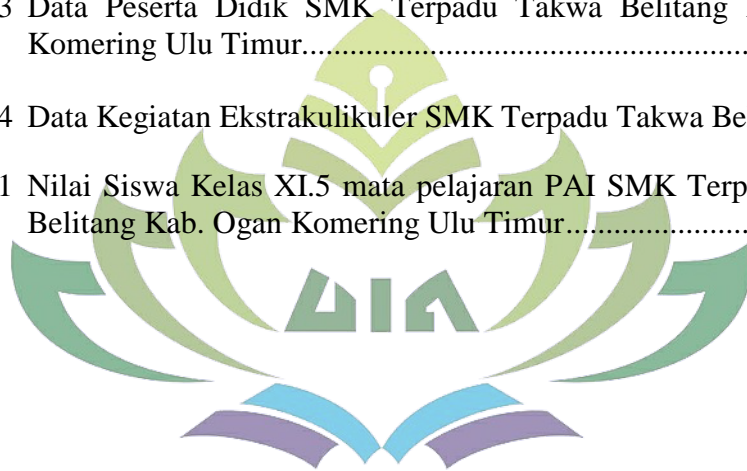 3 Data Peserta Didik SMK Terpadu Takwa Belitang
Komering Ulu Timur......................................................
4 Data Kegiatan Ekstrakulikuler SMK Terpadu Takwa Be
1 Nilai Siswa Kelas XI.5 mata pelajaran PAI SMK Terp
Belitang Kab. Ogan Komering Ulu Timur......................
UIN